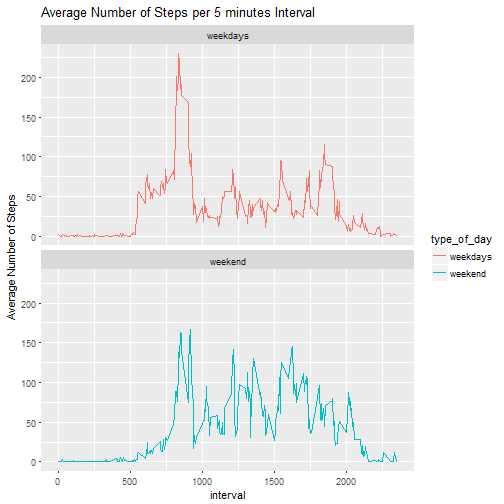 Average Number of Steps per 5 minutes Interval
weekdays
200
150
100
50
0
weekend
200
150
100
50
0
Average Number of Steps
0
500
1000
1500
2000
interval
type_of_day
weekdays
weekend